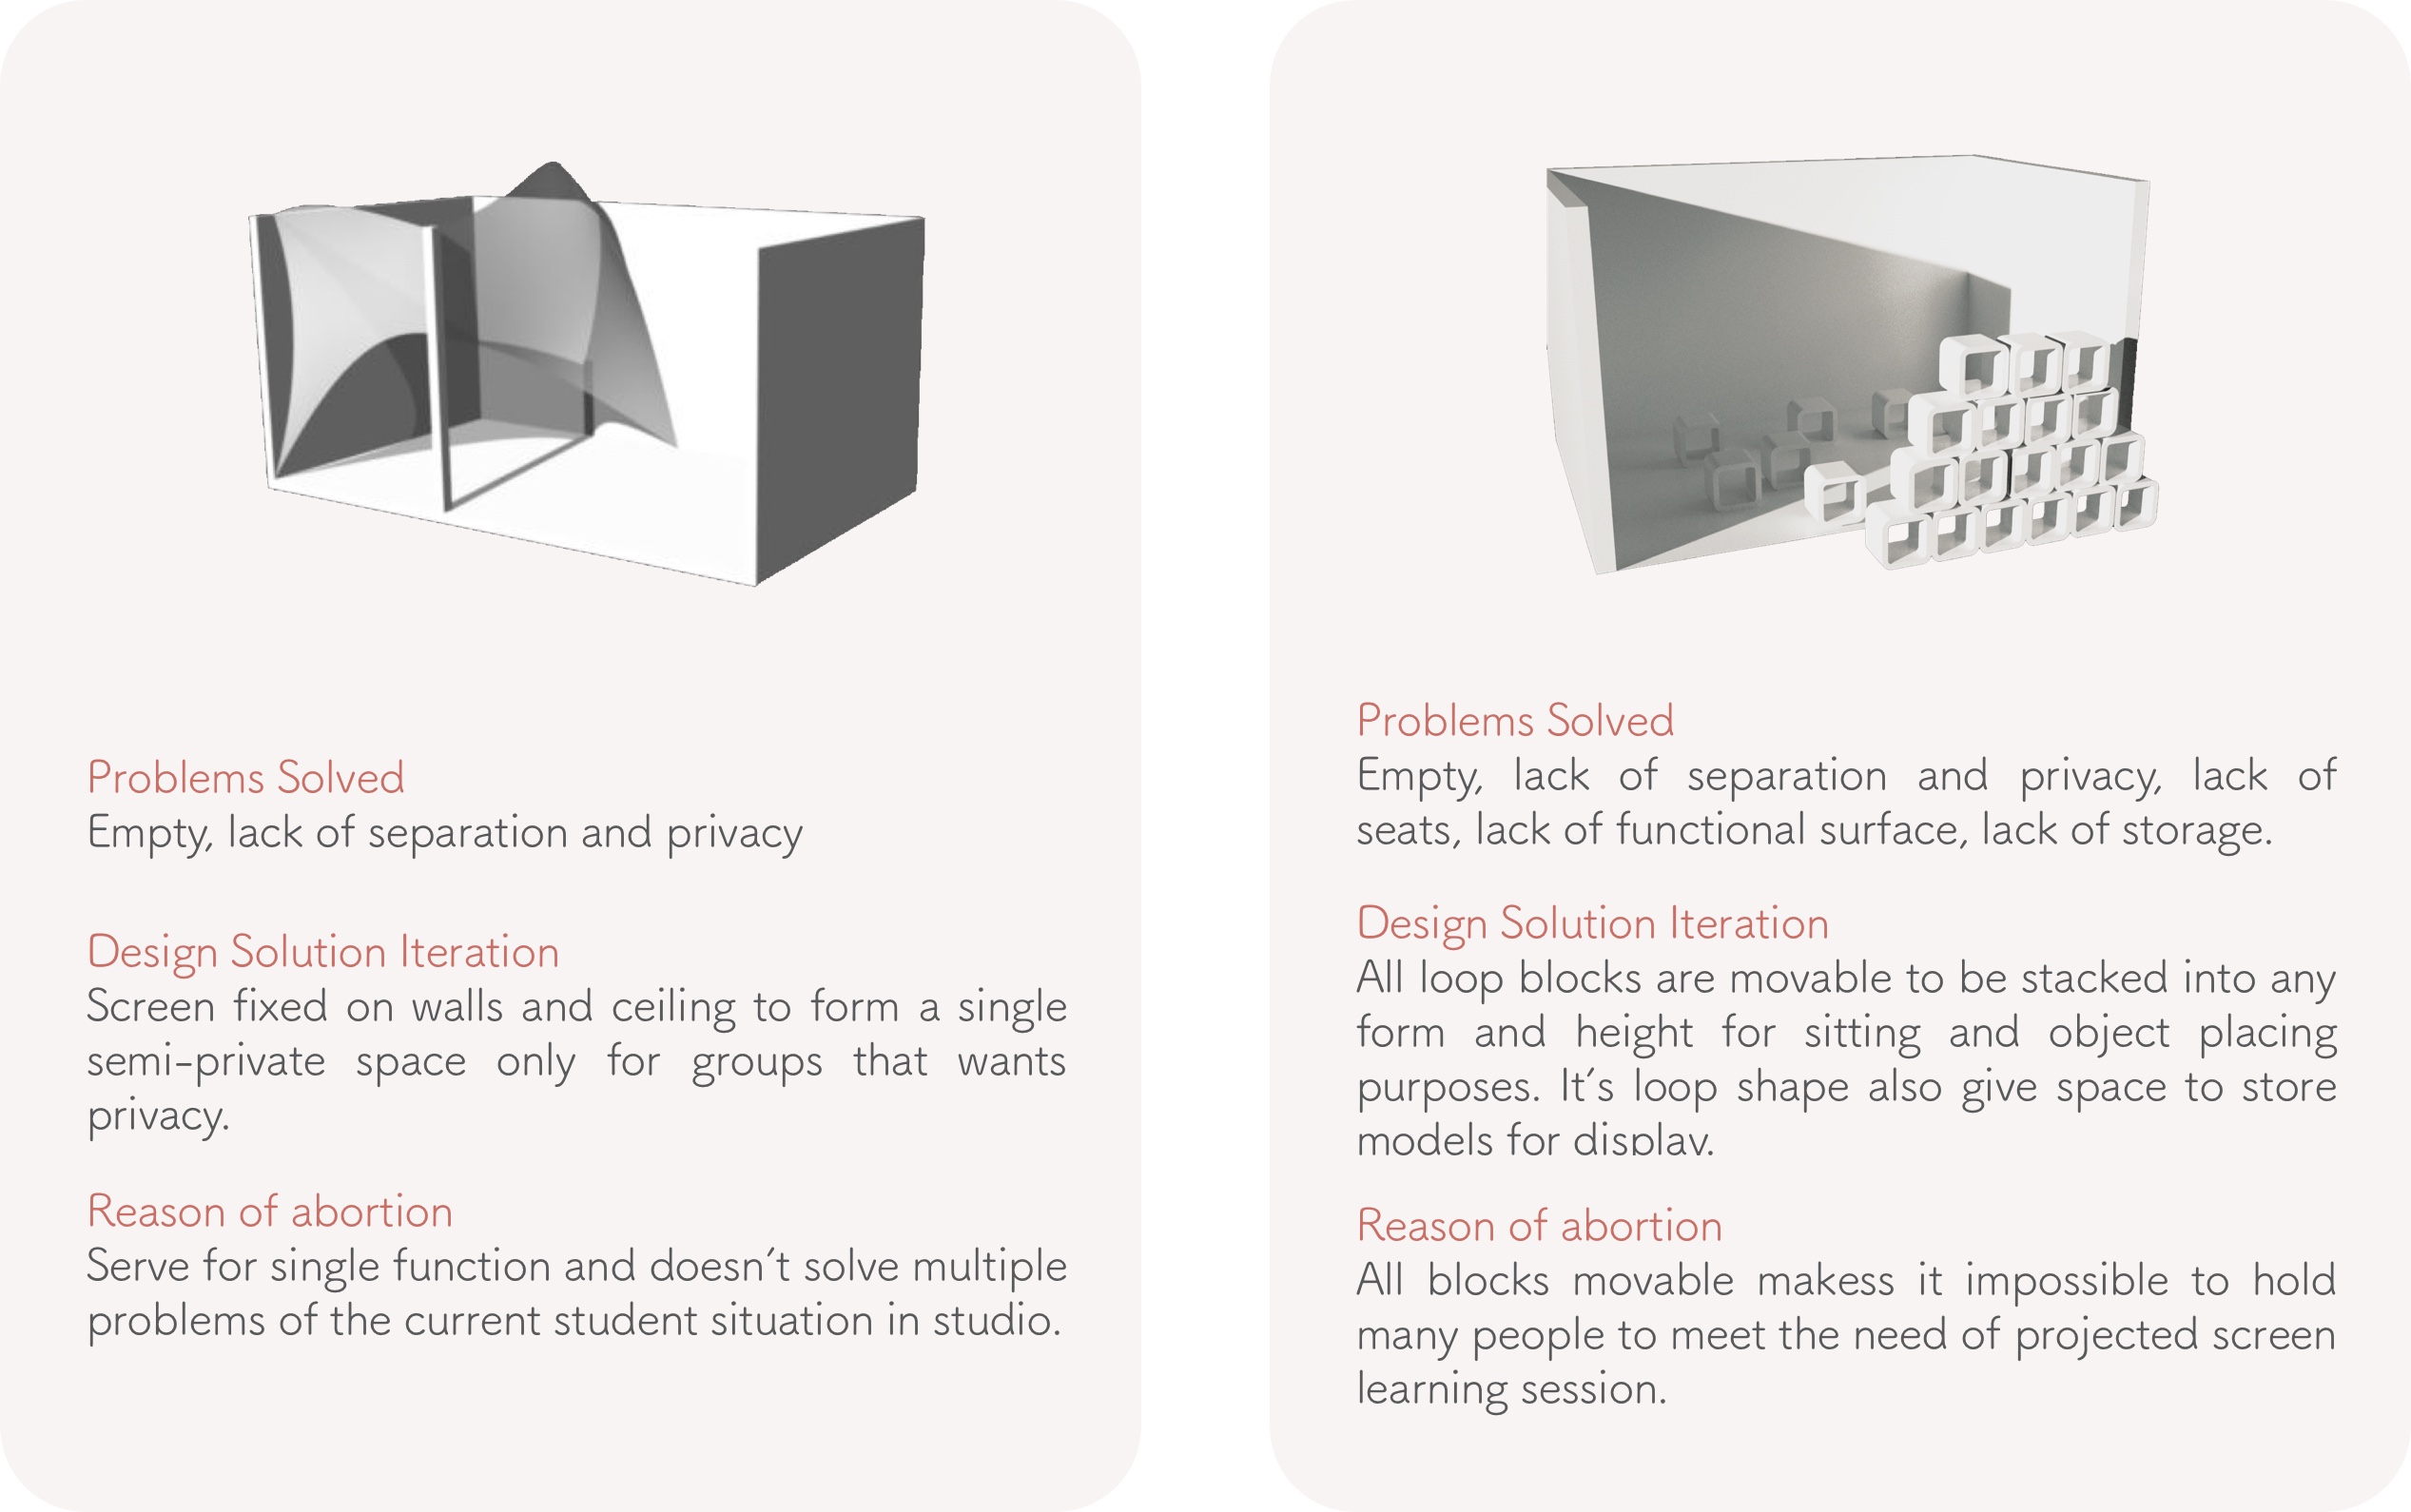 Problems Solved
Empty, lack of separation and privacy
Design Solution Iteration
Screen fixed on walls and ceiling to form a single
semi-private space only for groups that wants
privacy.
Reason of abortion
Serve for single function and doesn't solve multiple
problems of the current student situation in studio.
Problems Solved
Empty, lack of separation and privacy, lack of
seats, lack of functional surface, lack of storage.
Design Solution Iteration
All loop blocks are movable to be stacked into any
form and height for sitting and object placing
purposes. It's loop shape also give space to store
models for display.
Reason of abortion
All blocks movable makess it impossible to hold
many people to meet the need of projected screen
learning session.